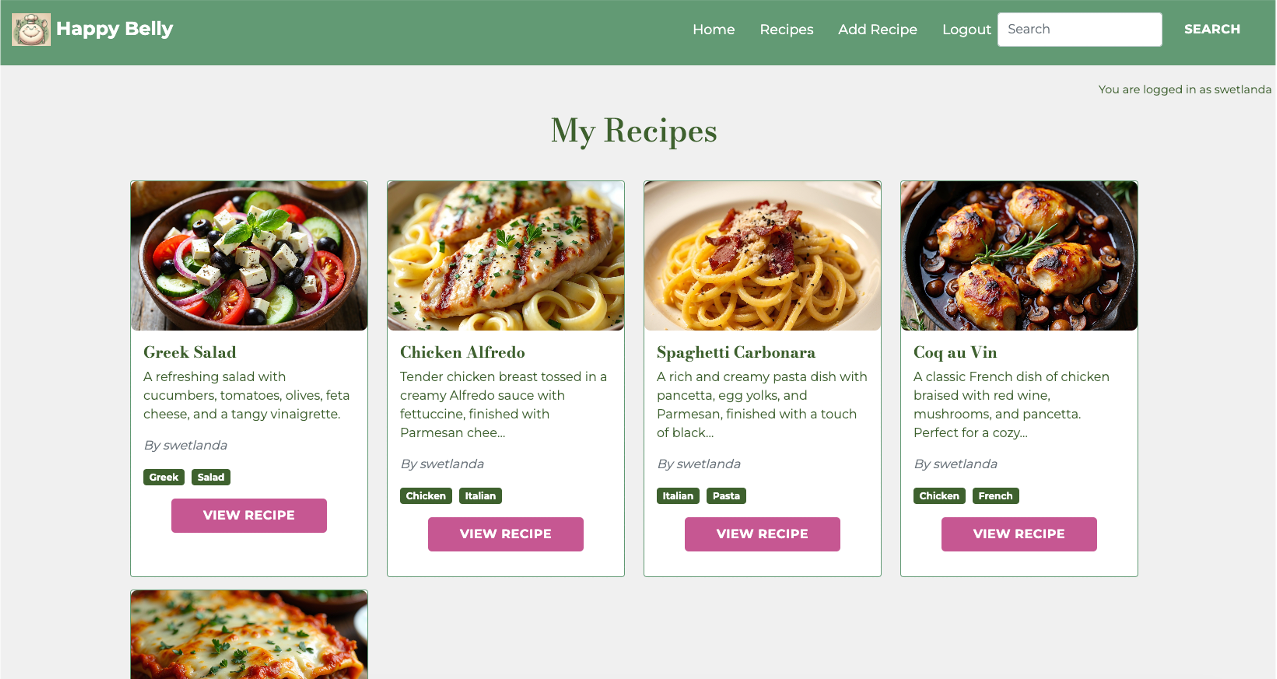 Happy Belly
Home Recipes Add Recipe Logout Search SEARCH
You are logged in as swetlanda
My Recipes
Greek Salad
A refreshing salad with
cucumbers, tomatoes, olives, feta
cheese, and a tangy vinaigrette.
By swetlanda
Greek Salad
VIEW RECIPE
Chicken Alfredo
Tender chicken breast tossed in a
creamy Alfredo sauce with
fettuccine, finished with
Parmesan chee...
By swetlanda
Chicken Italian
VIEW RECIPE
Spaghetti Carbonara
A rich and creamy pasta dish with
pancetta, egg yolks, and
Parmesan, finished with a touch
of black...
By swetlanda
Italian Pasta
VIEW RECIPE
Coq au Vin
A classic French dish of chicken
braised with red wine,
mushrooms, and pancetta.
Perfect for a cozy...
By swetlanda
Chicken French
VIEW RECIPE